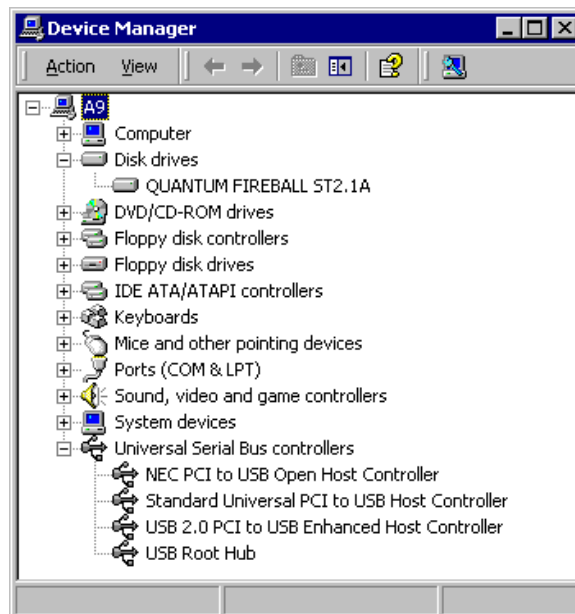 Device Manager
Action View
A9
Computer
Disk drives
QUANTUM FIREBALL ST2.1A
DVD/CD-ROM drives
Floppy disk controllers
Floppy disk drives
IDE ATA/ATAPI controllers
Keyboards
Mice and other pointing devices
Ports (COM & LPT)
Sound, video and game controllers
System devices
Universal Serial Bus controllers
NEC PCI to USB Open Host Controller
Standard Universal PCI to USB Host Controller
USB 2.0 PCI to USB Enhanced Host Controller
USB Root Hub